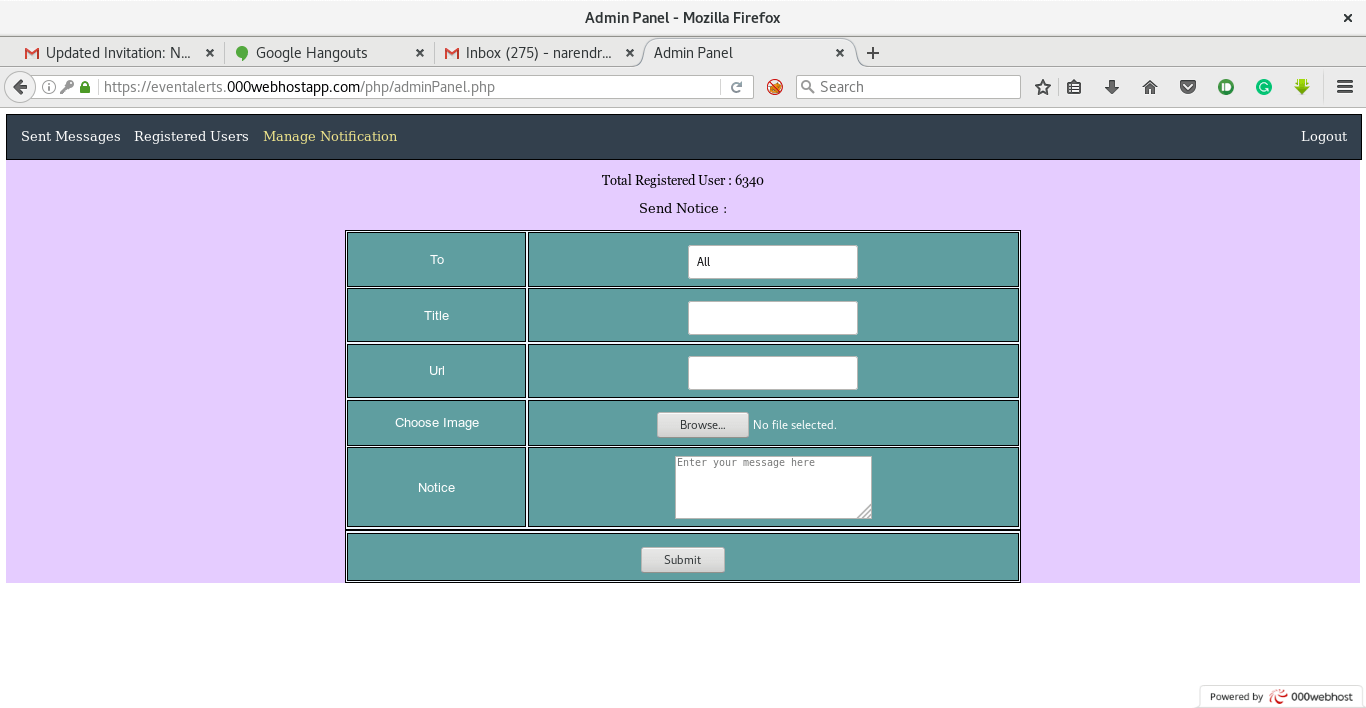 Admin Panel - Mozilla Firefox
Updated Invitation: N...
Google Hangouts
Inbox (275) - narendr...
Admin Panel
https://eventalerts.000webhostapp.com/php/adminPanel.php
Search
Sent Messages
Registered Users
Manage Notification
Logout
Total Registered User : 6340
Send Notice :
To
All
Title
Url
Choose Image
Browse...
No file selected.
Notice
Enter your message here
Submit
Powered by 000webhost